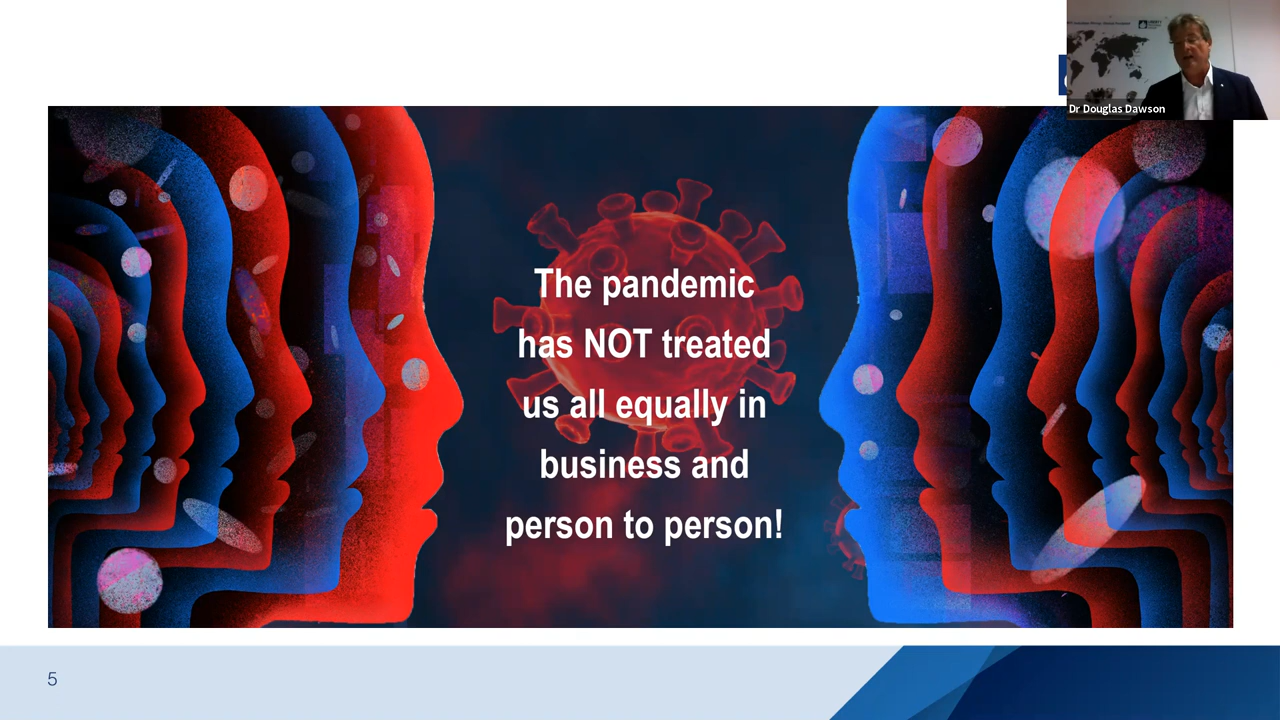 Dr Douglas Dawson
The pandemic
has NOT treated
us all equally in
business and
person to person!
5